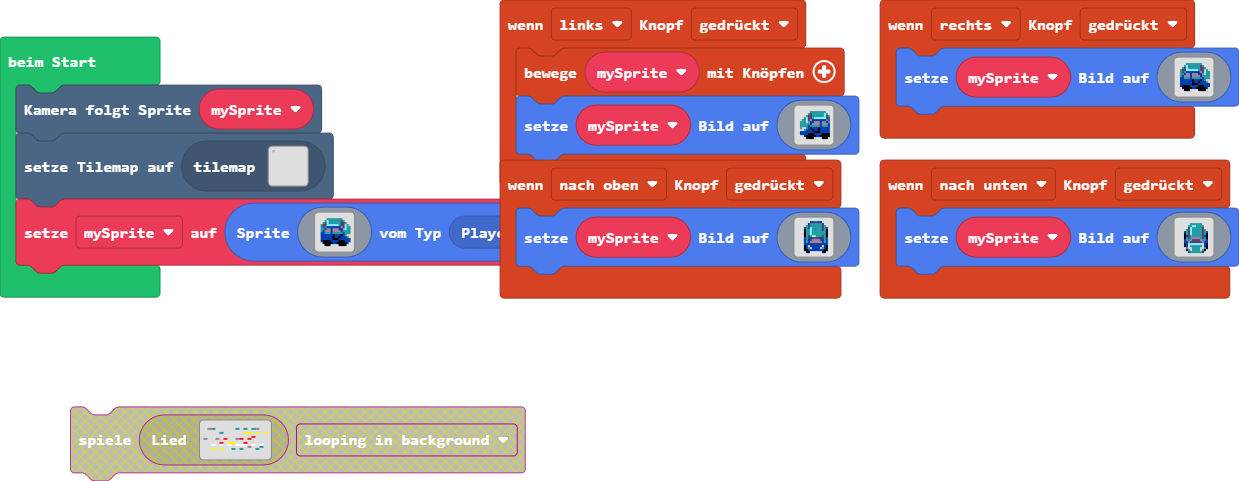 beim Start
Kamera folgt Sprite mySprite
setze Tilemap auf tilemap
setze mySprite auf Sprite vom Typ
wenn links Knopf gedrückt
bewege mySprite mit Knöpfen
setze mySprite Bild auf
wenn nach oben Knopf gedrückt
setze mySprite Bild auf
wenn rechts Knopf gedrückt
setze mySprite Bild auf
wenn nach unten Knopf gedrückt
setze mySprite Bild auf
spiele Lied looping in background